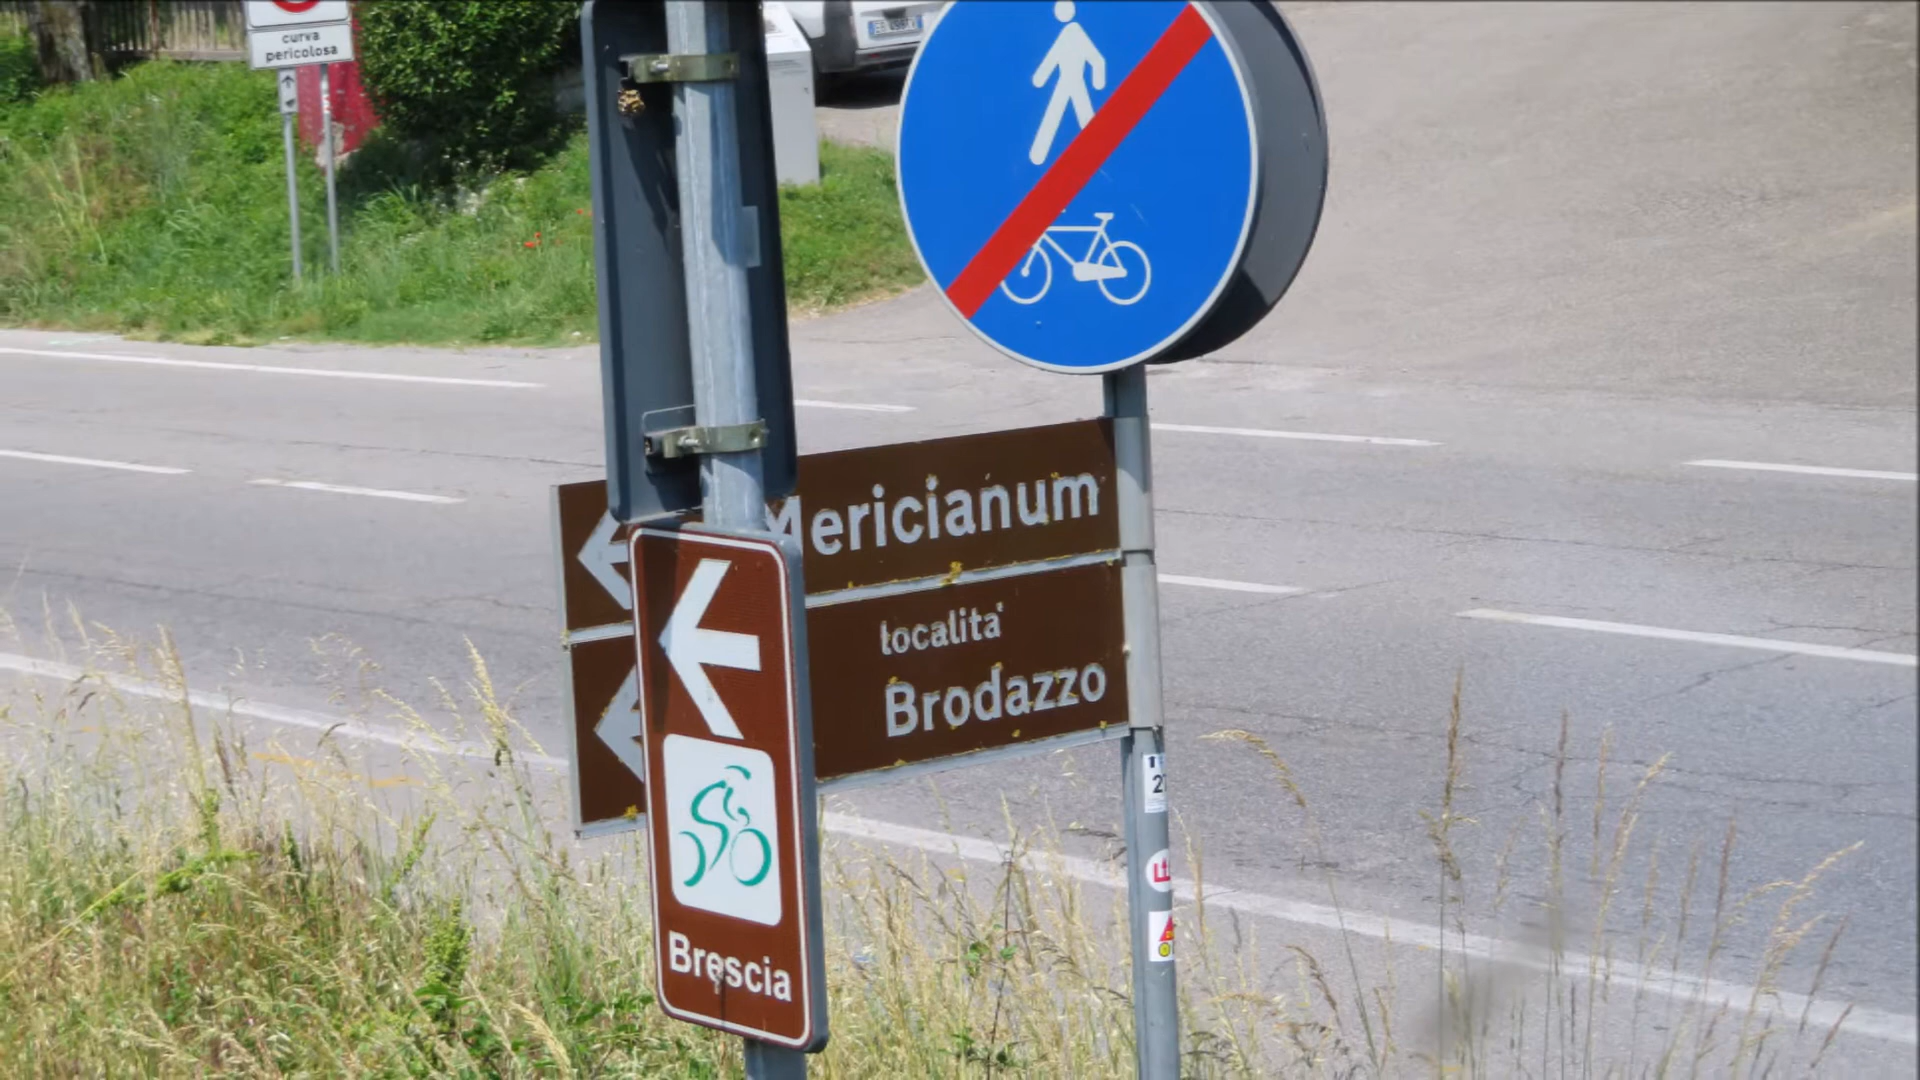 curva
pericolosa
Mericianum
localita'
Brodazzo
Brescia